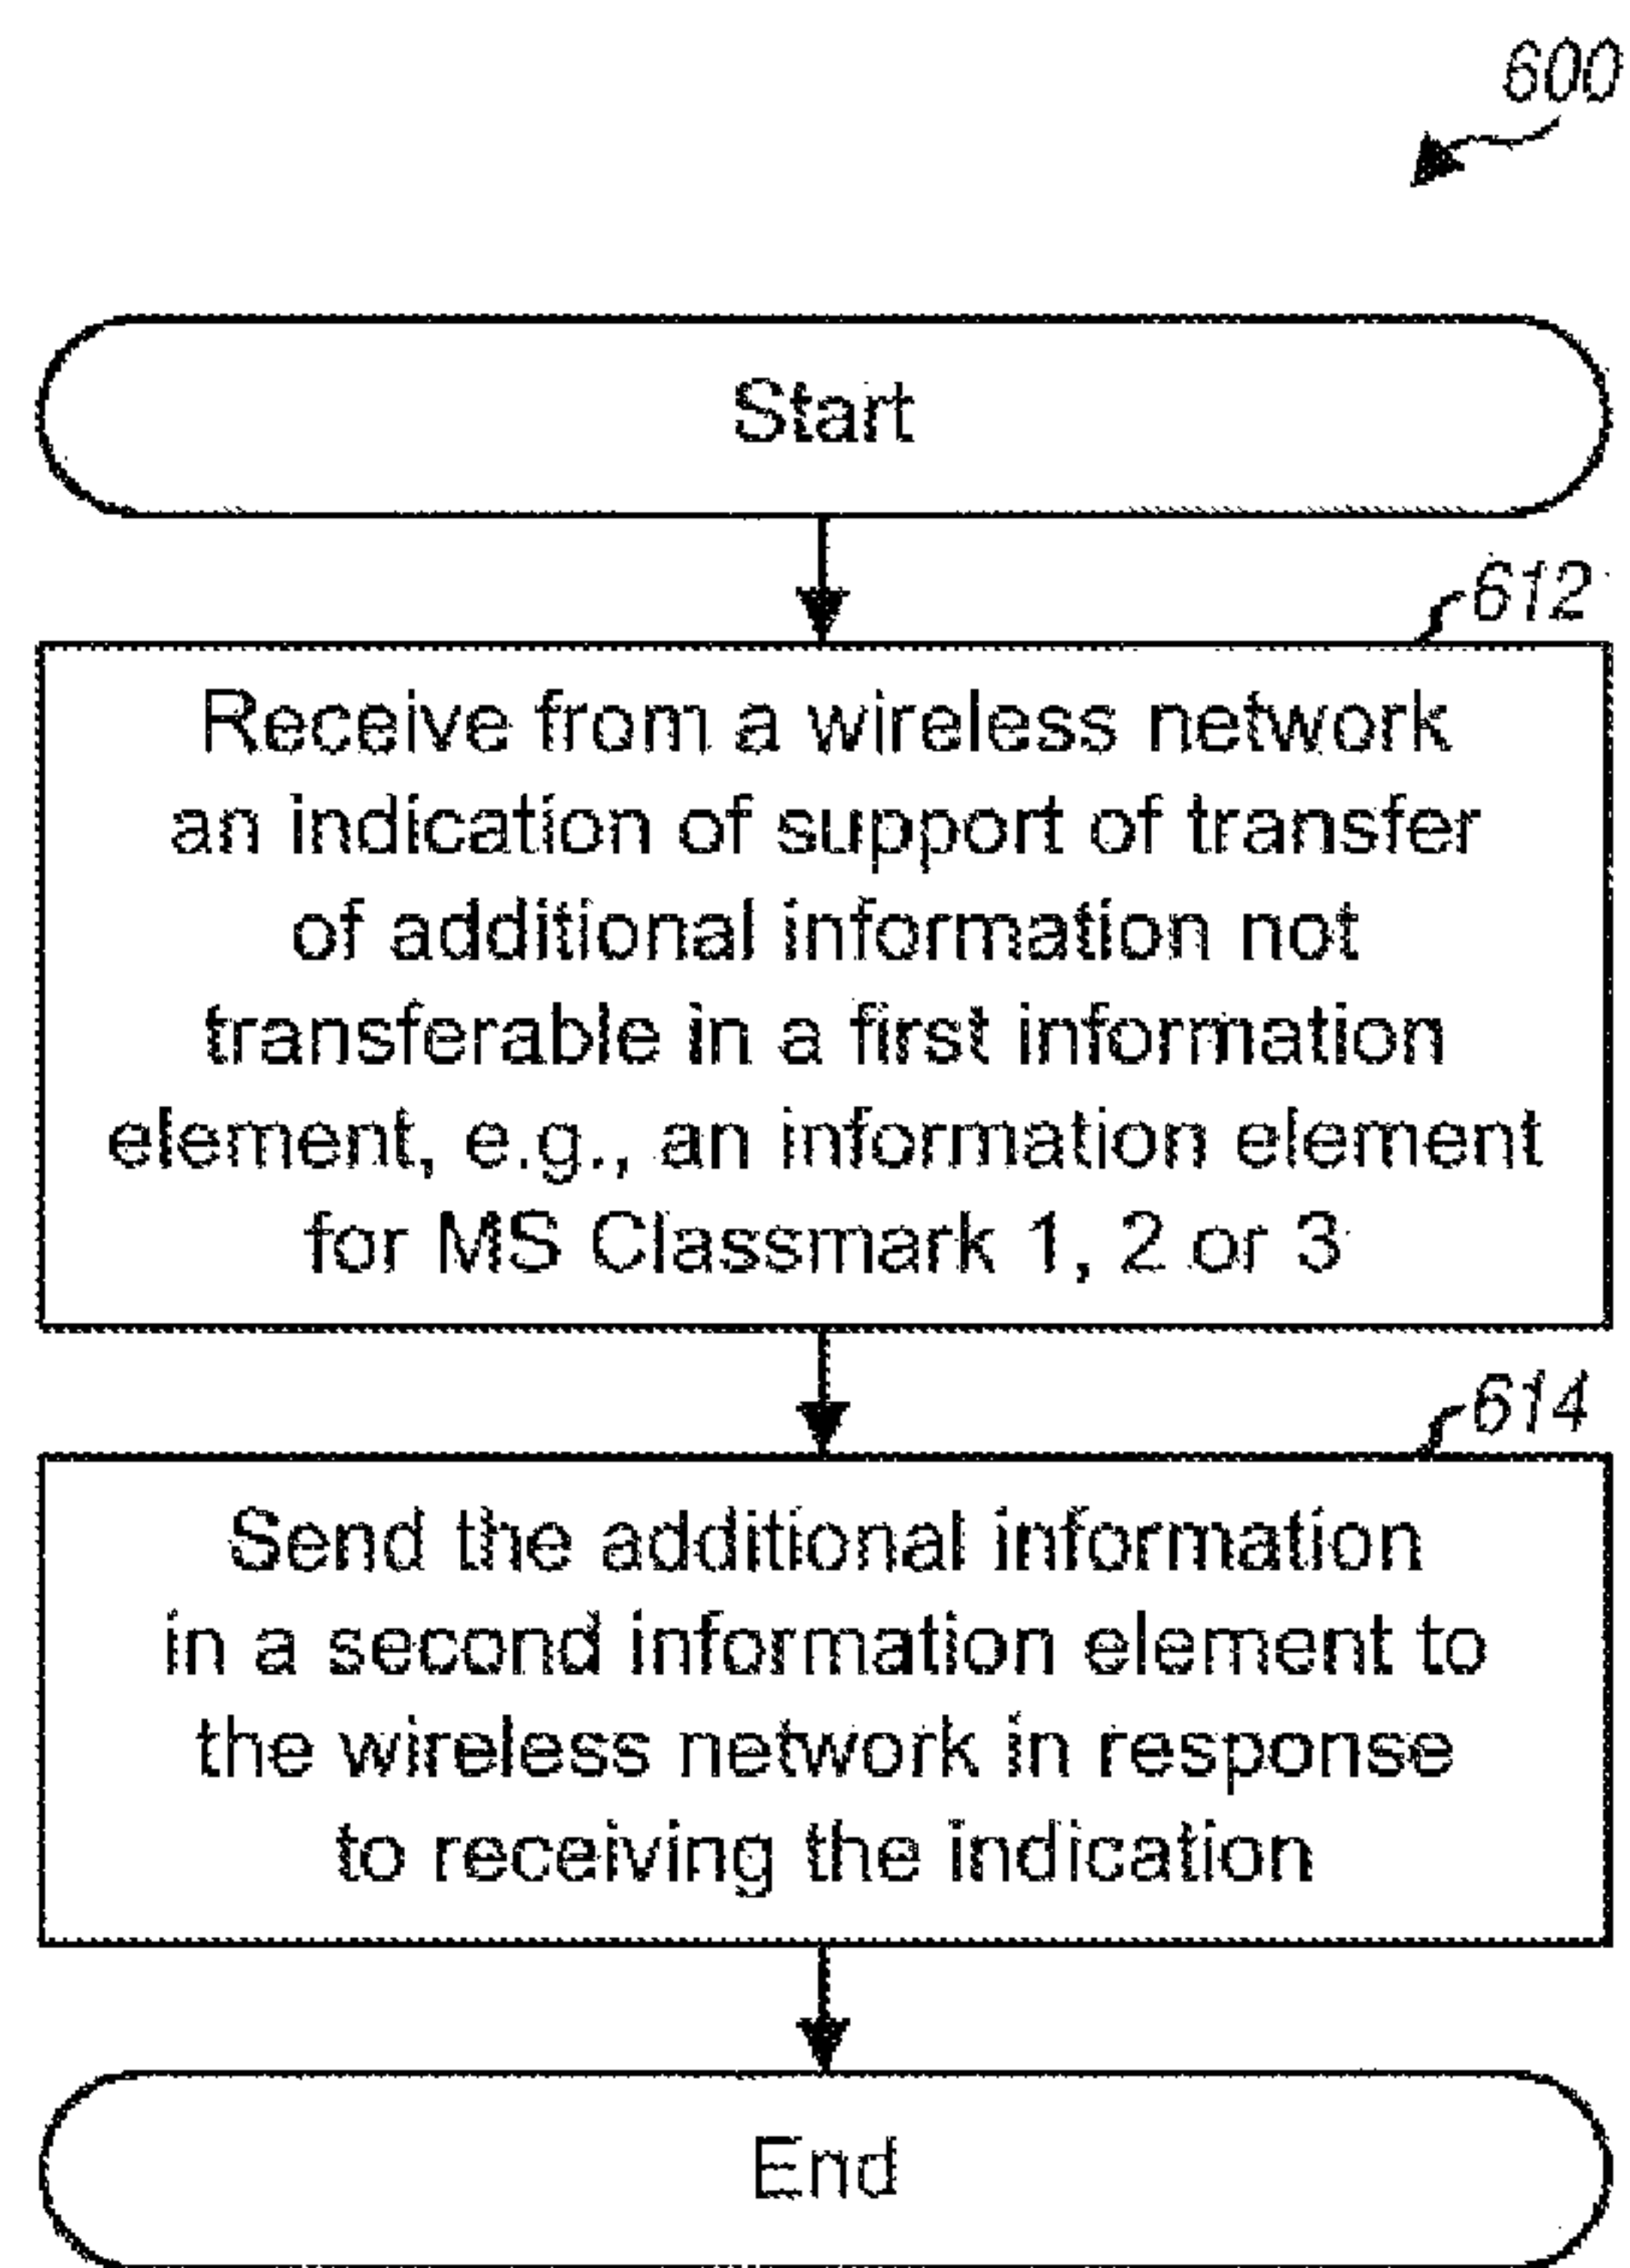 600
Start
612
Receive from a wireless network
an indication of support of transfer
of additional information not
transferable in a first information
element, e.g., an information element
for MS Classmark 1, 2 or 3
614
Send the additional information
in a second information element to
the wireless network in response
to receiving the indication
End